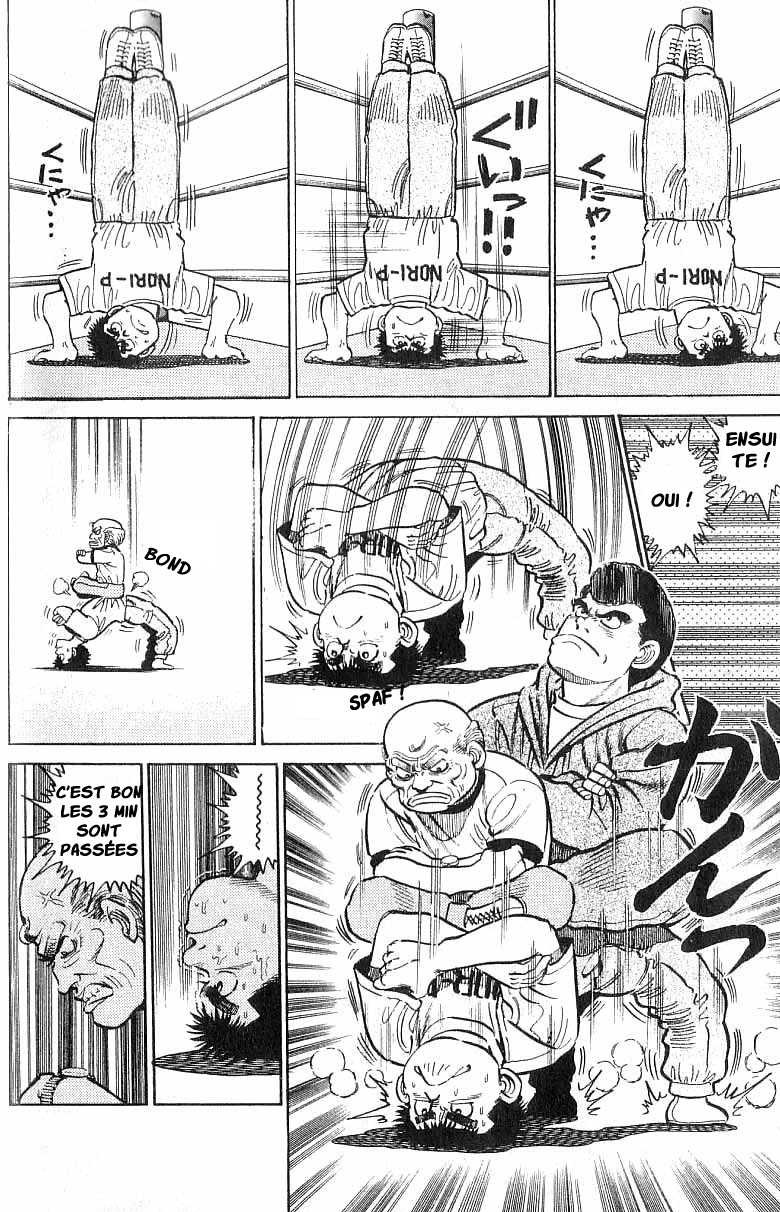 くにゃ…
NORI-P
ぐいっ!!
NORI-P
くにゃ…
NORI-P
ENSUI
TE !
OUI !
SPAF !
BOND
ガんっ
C'EST BON
LES 3 MIN
SONT
PASSÉES